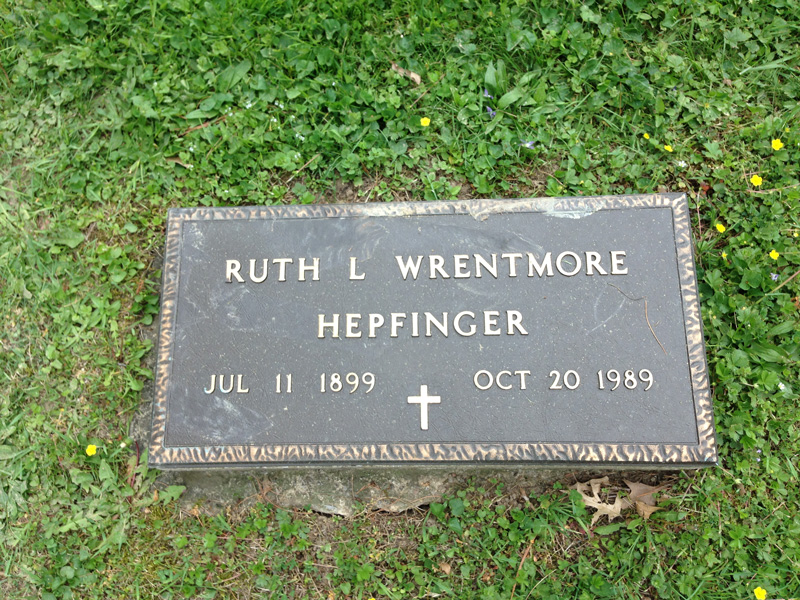 RUTH L WRENTMORE
HEPFINGER
JUL 11 1899 OCT 20 1989